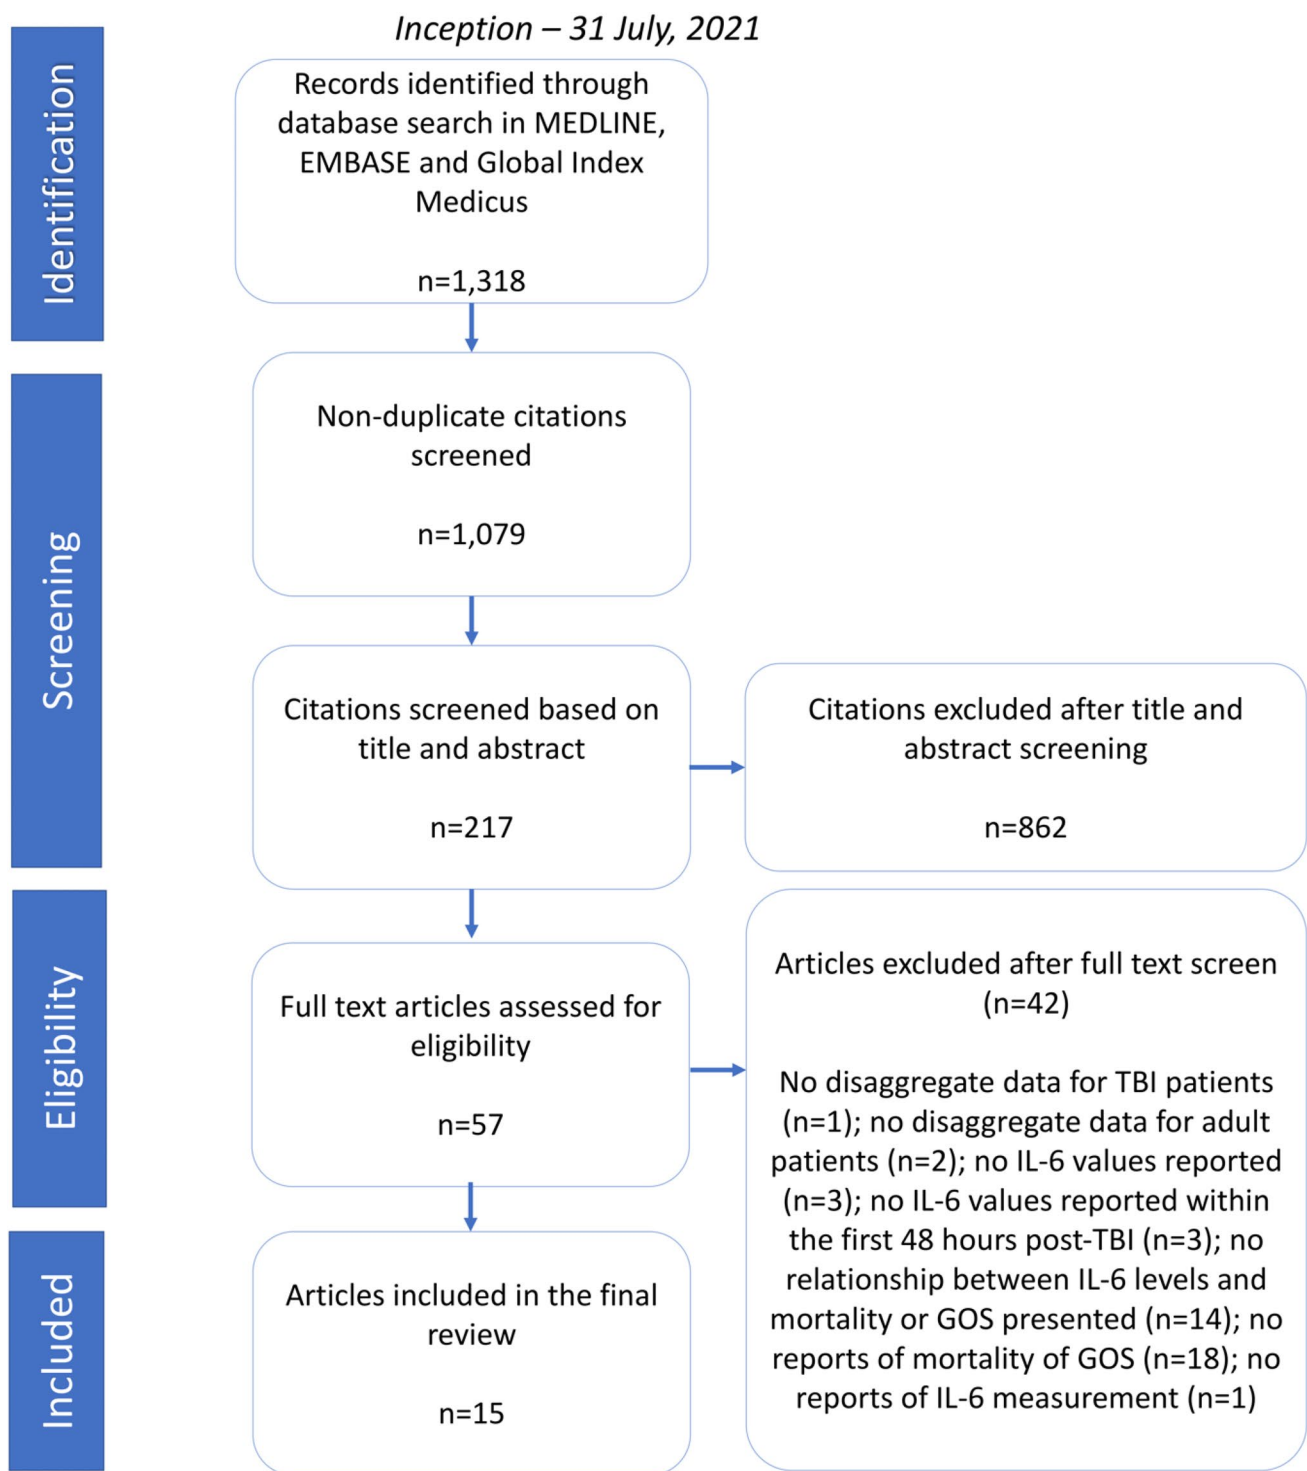 Inception – 31 July, 2021
Identification
Records identified through
database search in MEDLINE,
EMBASE and Global Index
Medicus
n=1,318
Screening
Non-duplicate citations
screened
n=1,079
Citations screened based on
title and abstract
n=217
Citations excluded after title and
abstract screening
n=862
Eligibility
Full text articles assessed for
eligibility
n=57
Articles excluded after full text screen
(n=42)
No disaggregate data for TBI patients
(n=1); no disaggregate data for adult
patients (n=2); no IL-6 values reported
(n=3); no IL-6 values reported within
the first 48 hours post-TBI (n=3); no
relationship between IL-6 levels and
mortality or GOS presented (n=14); no
reports of mortality of GOS (n=18); no
reports of IL-6 measurement (n=1)
Included
Articles included in the final
review
n=15